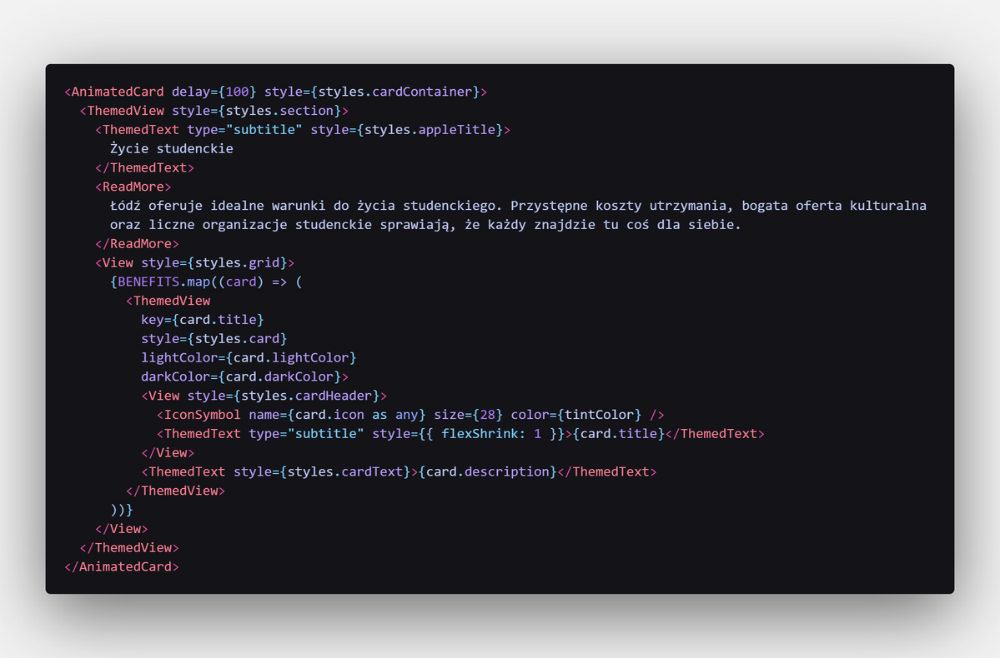 <AnimatedCard delay={100} style={styles.cardContainer}>
  <ThemedView style={styles.section}>
    <ThemedText type="subtitle" style={styles.appleTitle}>
      Życie studenckie
    </ThemedText>
    <ReadMore>
      Łódź oferuje idealne warunki do życia studenckiego. Przystępne koszty utrzymania, bogata oferta kulturalna
      oraz liczne organizacje studenckie sprawiają, że każdy znajdzie tu coś dla siebie.
    </ReadMore>
    <View style={styles.grid}>
      {BENEFITS.map((card) => (
        <ThemedView
          key={card.title}
          style={styles.card}
          lightColor={card.lightColor}
          darkColor={card.darkColor}>
          <View style={styles.cardHeader}>
            <IconSymbol name={card.icon as any} size={28} color={tintColor} />
            <ThemedText type="subtitle" style={{ flexShrink: 1 }}>{card.title}</ThemedText>
          </View>
          <ThemedText style={styles.cardText}>{card.description}</ThemedText>
        </ThemedView>
      ))}
    </View>
  </ThemedView>
</AnimatedCard>